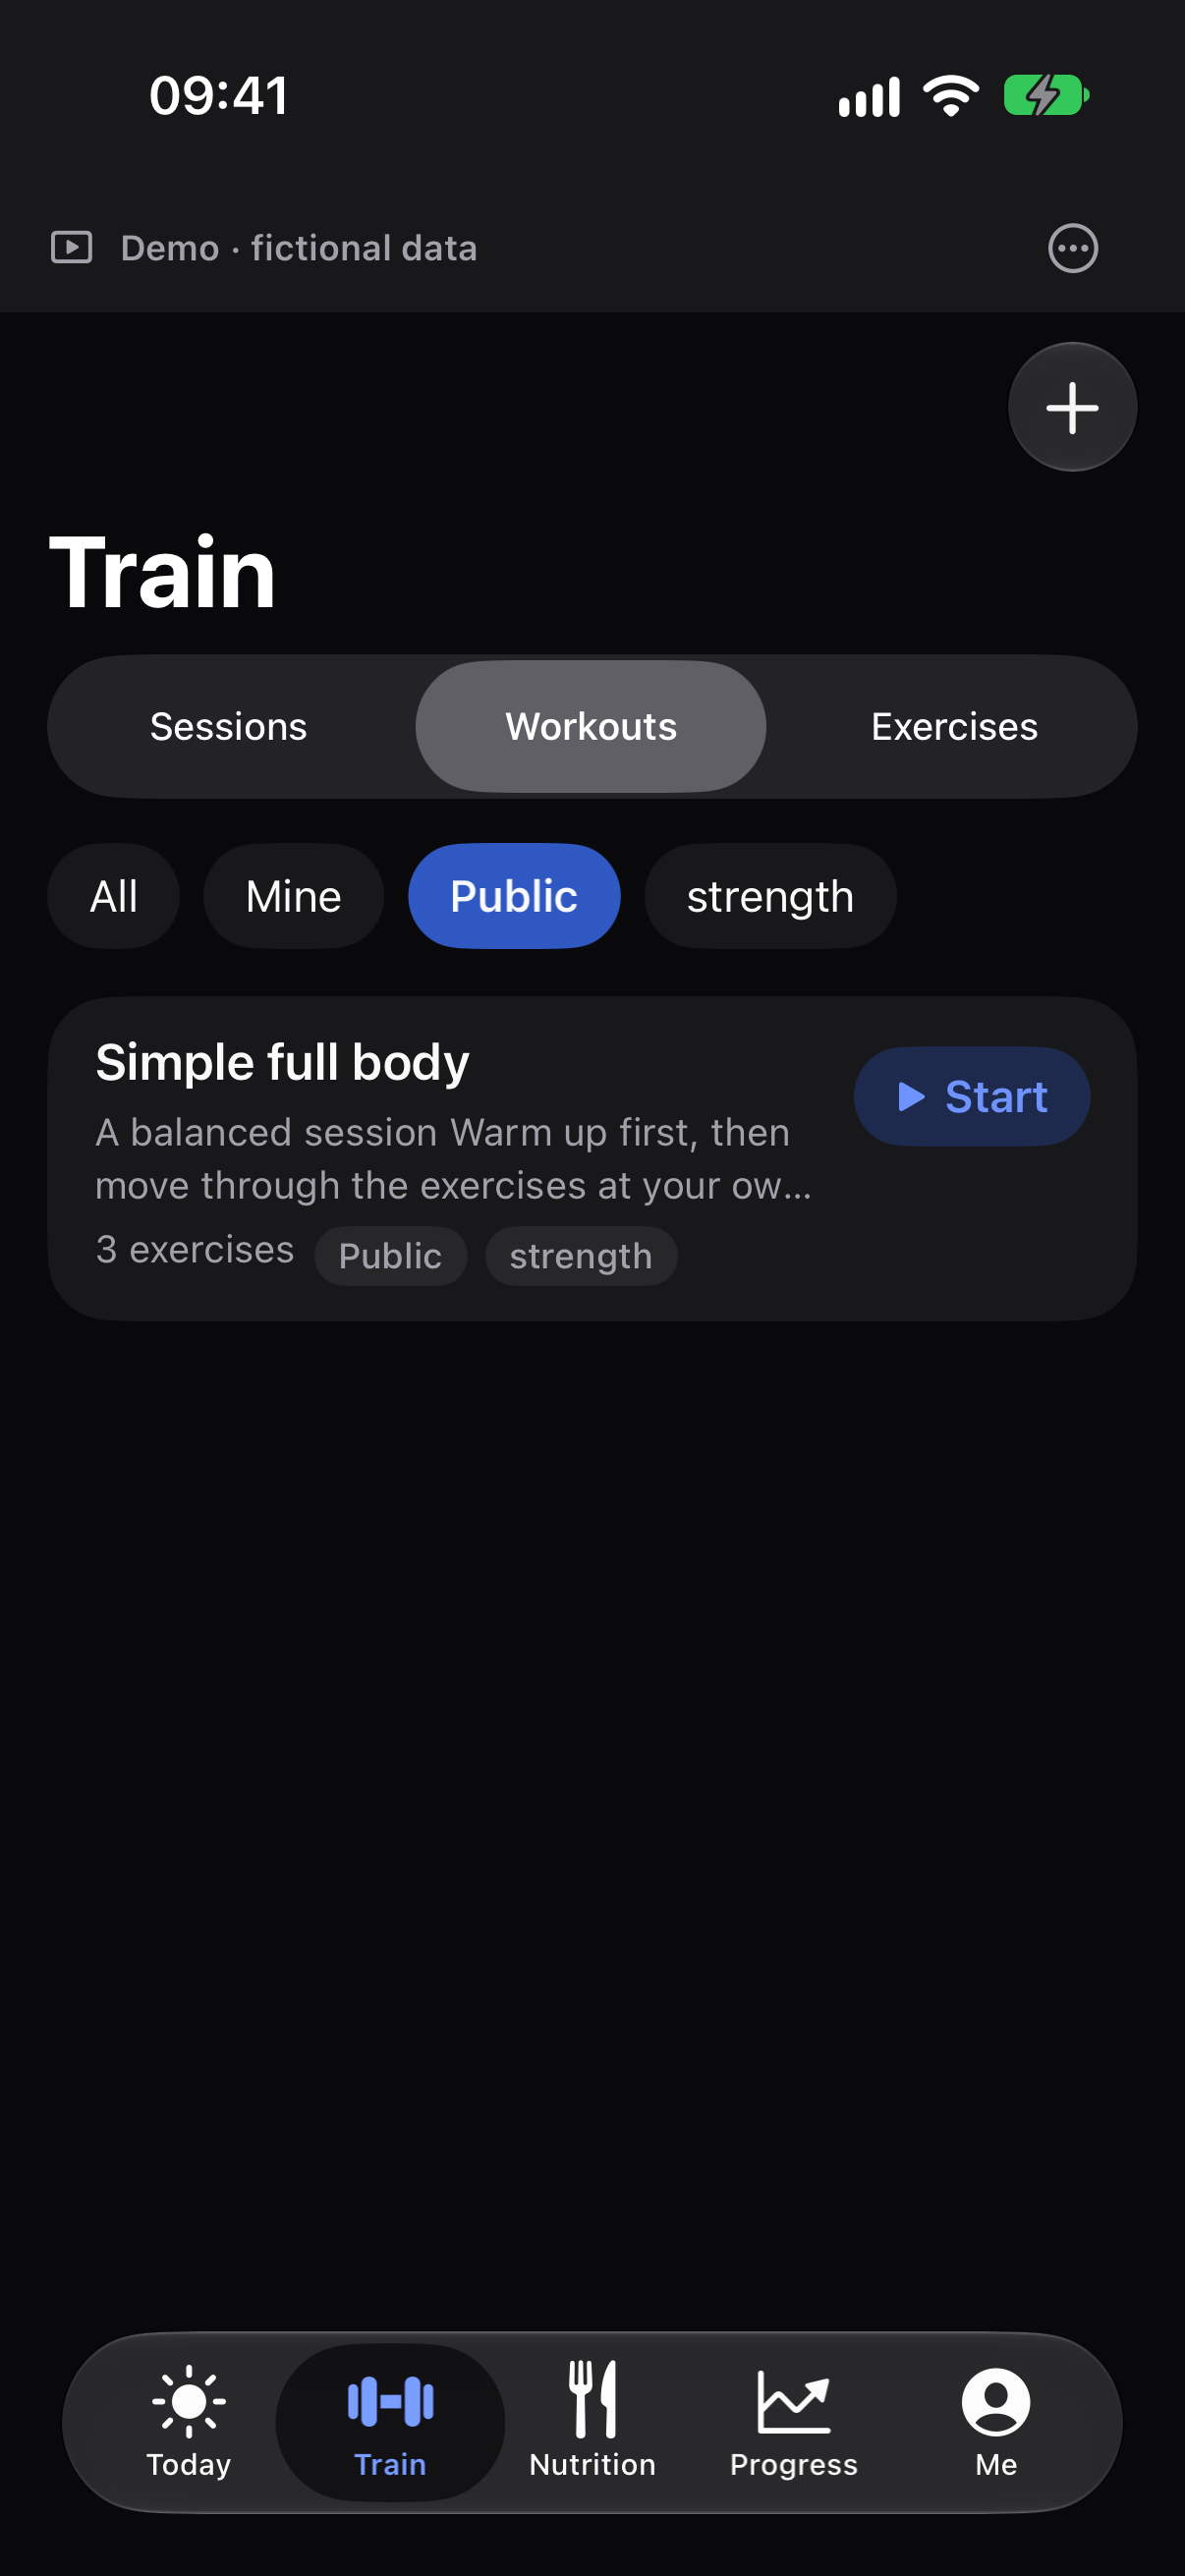 09:41
Demo · fictional data
Train
Sessions
Workouts
Exercises
All
Mine
Public
strength
Simple full body
Start
A balanced session Warm up first, then
move through the exercises at your ow...
3 exercises
Public
strength
Today
Train
Nutrition
Progress
Me